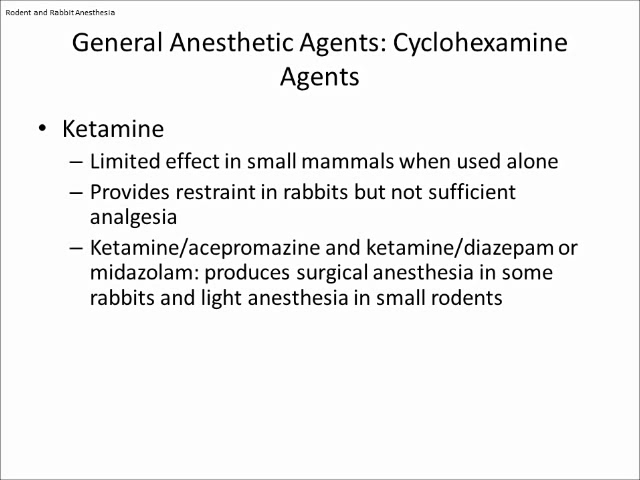 Rodent and Rabbit Anesthesia
General Anesthetic Agents: Cyclohexamine
Agents
• Ketamine
– Limited effect in small mammals when used alone
– Provides restraint in rabbits but not sufficient
analgesia
– Ketamine/acepromazine and ketamine/diazepam or
midazolam: produces surgical anesthesia in some
rabbits and light anesthesia in small rodents